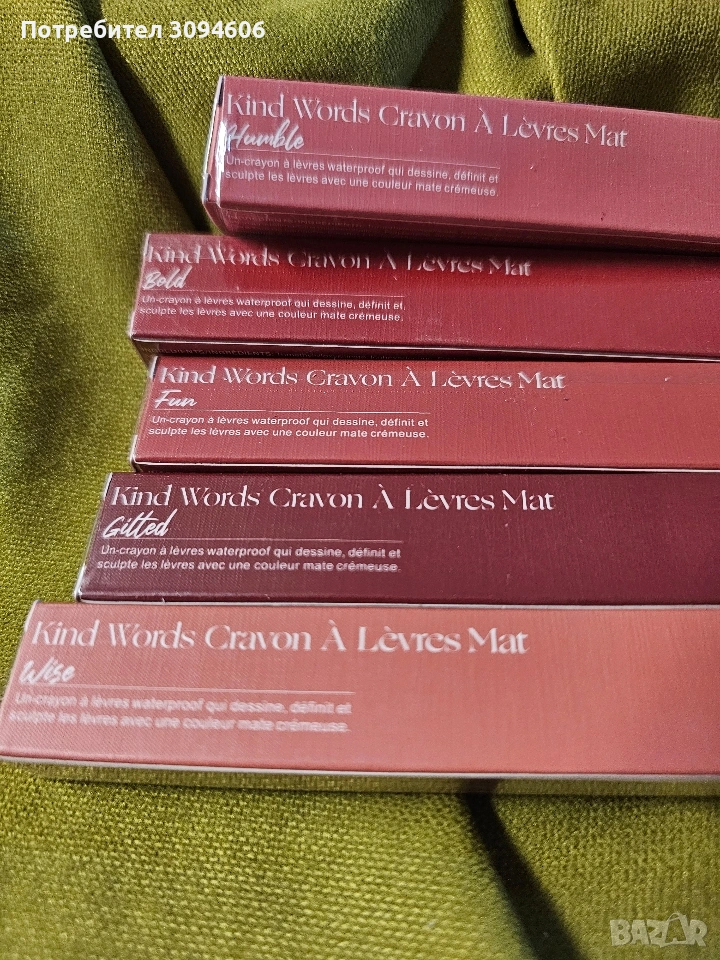 Потребител 3094606
Kind Words Crayon À Lèvres Mat
Humble
Un-crayon à lèvres waterproof qui dessine, définit et
sculpte les lèvres avec une couleur mate crémeuse.
Kind Words Crayon À Lèvres Mat
Bold
Un-crayon à lèvres waterproof qui dessine, définit et
sculpte les lèvres avec une couleur mate crémeuse.
Kind Words Crayon À Lèvres Mat
Fun
Un-crayon à lèvres waterproof qui dessine, définit et
sculpte les lèvres avec une couleur mate crémeuse.
Kind Words Crayon À Lèvres Mat
Gifted
Un-crayon à lèvres waterproof qui dessine, définit et
sculpte les lèvres avec une couleur mate crémeuse.
Kind Words Crayon À Lèvres Mat
Wise
Un-crayon à lèvres waterproof qui dessine, définit et
sculpte les lèvres avec une couleur mate crémeuse.
BAZAR